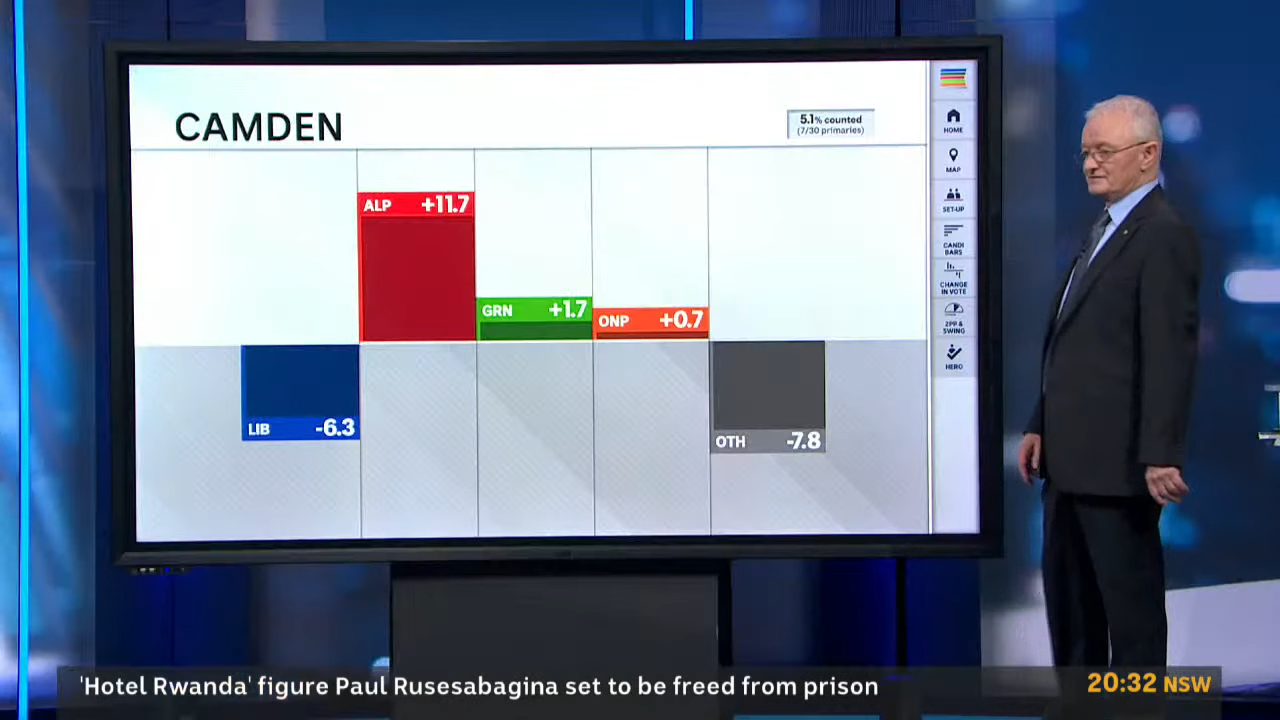 CAMDEN
5.1% counted
(7/30 primaries)
ALP +11.7
GRN +1.7
ONP +0.7
LIB -6.3
OTH -7.8
HOME
MAP
SET-UP
CANDI
BARS
CHANGE
IN VOTE
2PP &
SWING
HERO
'Hotel Rwanda' figure Paul Rusesabagina set to be freed from prison
20:32 NSW